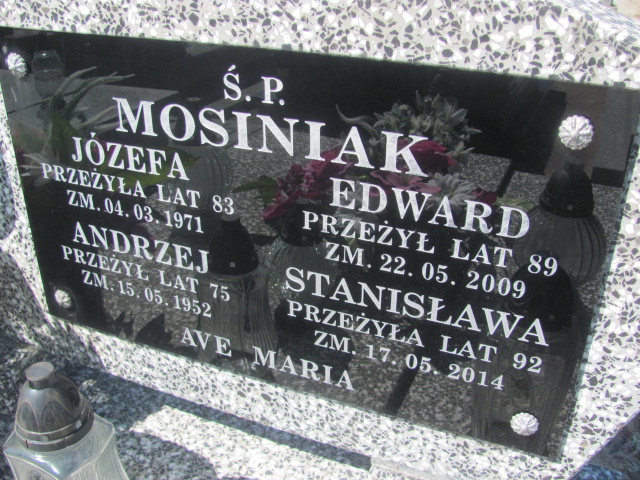 Ś.P.
MOSINIAK
JÓZEFA
PRZEŻYŁA LAT 83
ZM. 04. 03. 1971
ANDRZEJ
PRZEŻYŁ LAT 75
ZM. 15. 05. 1952
EDWARD
PRZEŻYŁ LAT 89
ZM. 22. 05. 2009
STANISŁAWA
PRZEŻYŁA LAT 92
ZM. 17. 05. 2014
AVE MARIA